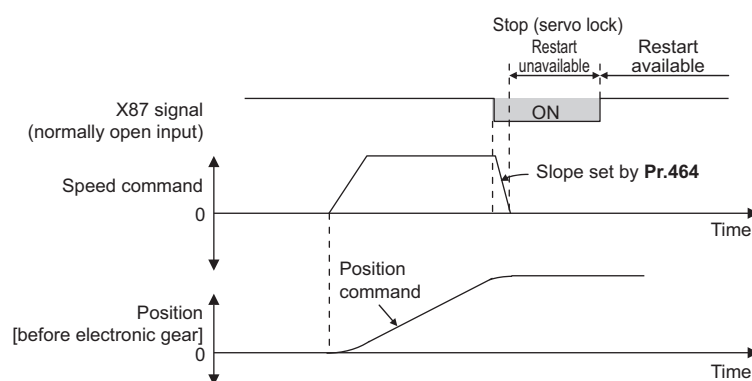 Stop (servo lock)
Restart
unavailable
Restart
available
X87 signal
(normally open input)
ON
Speed command
Slope set by Pr.464
0
Time
Position
command
Position
[before electronic gear]
0
Time